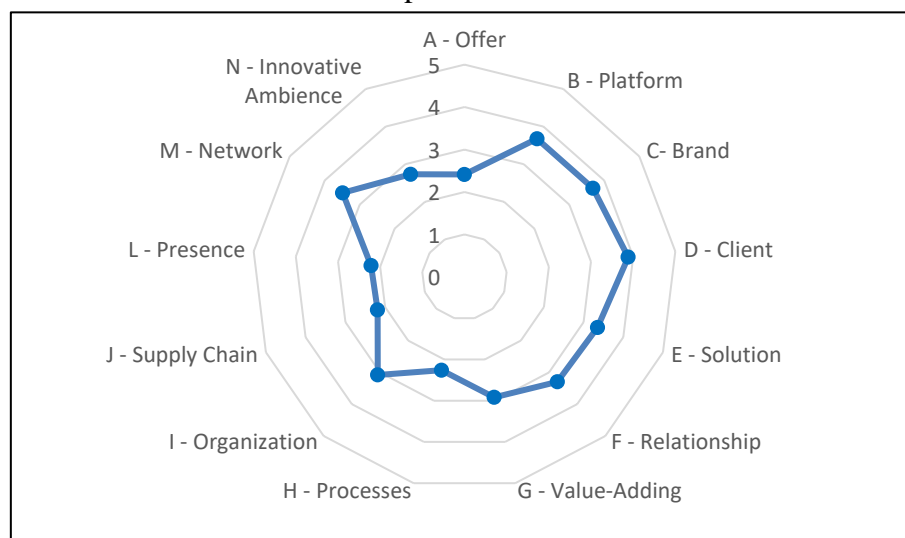 A - Offer
B - Platform
C- Brand
D - Client
E - Solution
F - Relationship
G - Value-Adding
H - Processes
I - Organization
J - Supply Chain
L - Presence
M - Network
N - Innovative
Ambience
5
4
3
2
1
0